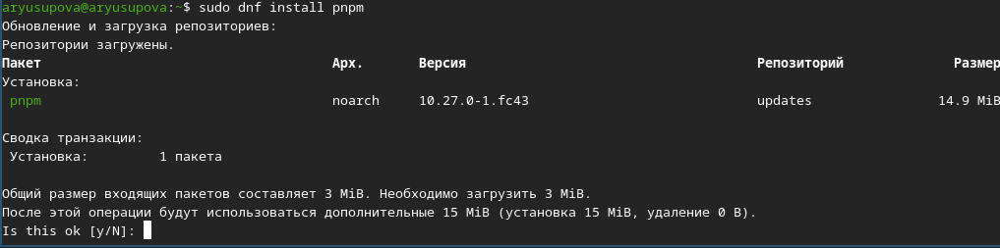 aryusupova@aryusupova:~$ sudo dnf install pnpm
Обновление и загрузка репозиториев:
Репозитории загружены.
Пакет Арх. Версия Репозиторий Размер
Установка:
pnpm noarch 10.27.0-1.fc43 updates 14.9 MiB
Сводка транзакции:
Установка: 1 пакета
Общий размер входящих пакетов составляет 3 MiB. Необходимо загрузить 3 MiB.
После этой операции будут использоваться дополнительные 15 MiB (установка 15 MiB, удаление 0 B).
Is this ok [y/N]: